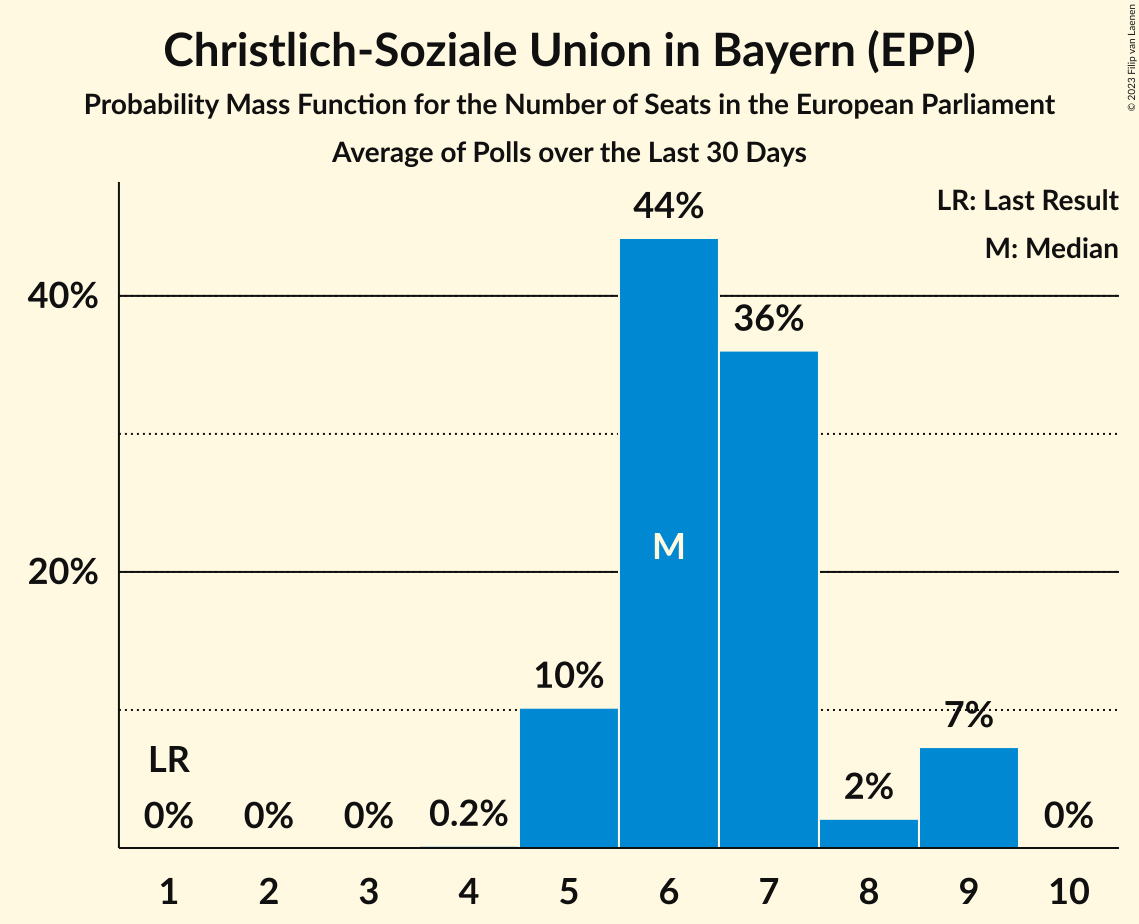 Christlich-Soziale Union in Bayern (EPP)
Probability Mass Function for the Number of Seats in the European Parliament
Average of Polls over the Last 30 Days
© 2023 Filip van Laenen
LR: Last Result
M: Median
44%
40%
36%
M
20%
10%
7%
LR
2%
0% 0% 0% 0.2% 0%
1 2 3 4 5 6 7 8 9 10